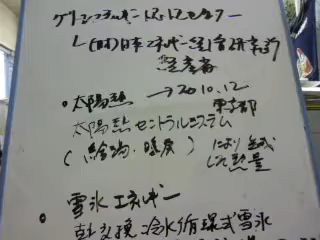 グリーンエネルギー認証センター
(財)日本エネルギー経済研究所
・太陽熱 → 2010.12
東京都
太陽熱セントラルシステム
(給湯・暖房) により生成した熱量
・雪氷エネルギー
熱交換冷水循環式雪氷